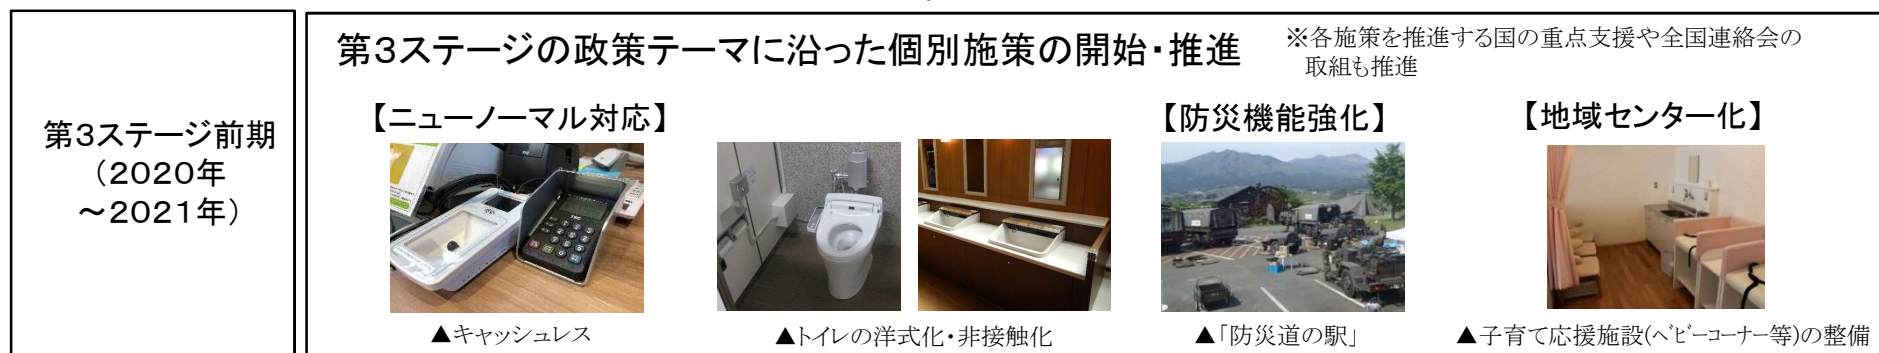 第3ステージ前期
(2020年
~2021年)
第3ステージの政策テーマに沿った個別施策の開始・推進
※各施策を推進する国の重点支援や全国連絡会の
取組も推進
【ニューノーマル対応】
【防災機能強化】
【地域センター化】
▲キャッシュレス
▲トイレの洋式化・非接触化
▲「防災道の駅」
▲子育て応援施設(ベビーコーナー等)の整備